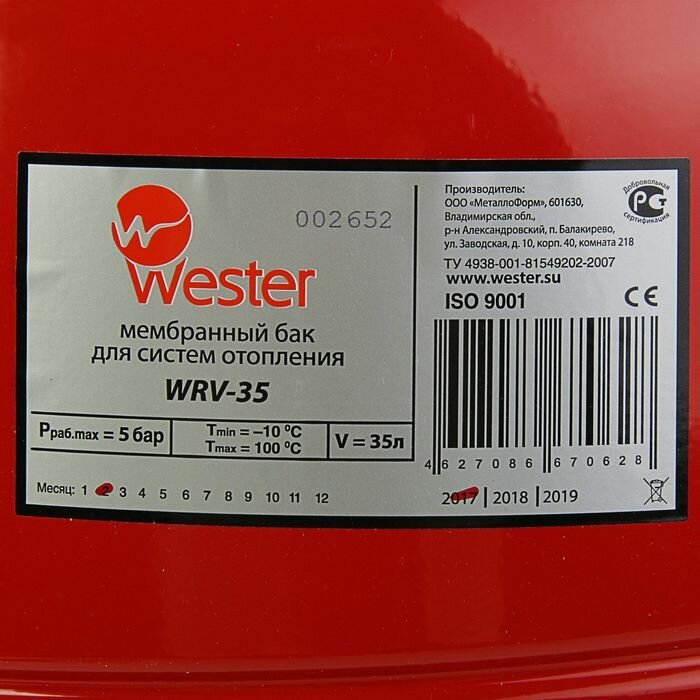 Wester
002652
мембранный бак
для систем отопления
WRV-35
Pраб.max = 5 бар
Tmin = –10 °C
Tmax = 100 °C
V = 35л
Месяц: 1 2 3 4 5 6 7 8 9 10 11 12
Производитель:
ООО «МеталлоФорм», 601630,
Владимирская обл.,
р-н Александровский, п. Балакирево,
ул. Заводская, д. 10, корп. 40, комната 218
Добровольная
РСТ
сертификация
ТУ 4938-001-81549202-2007
www.wester.su
ISO 9001
CE
4 627086 670628
2017 | 2018 | 2019